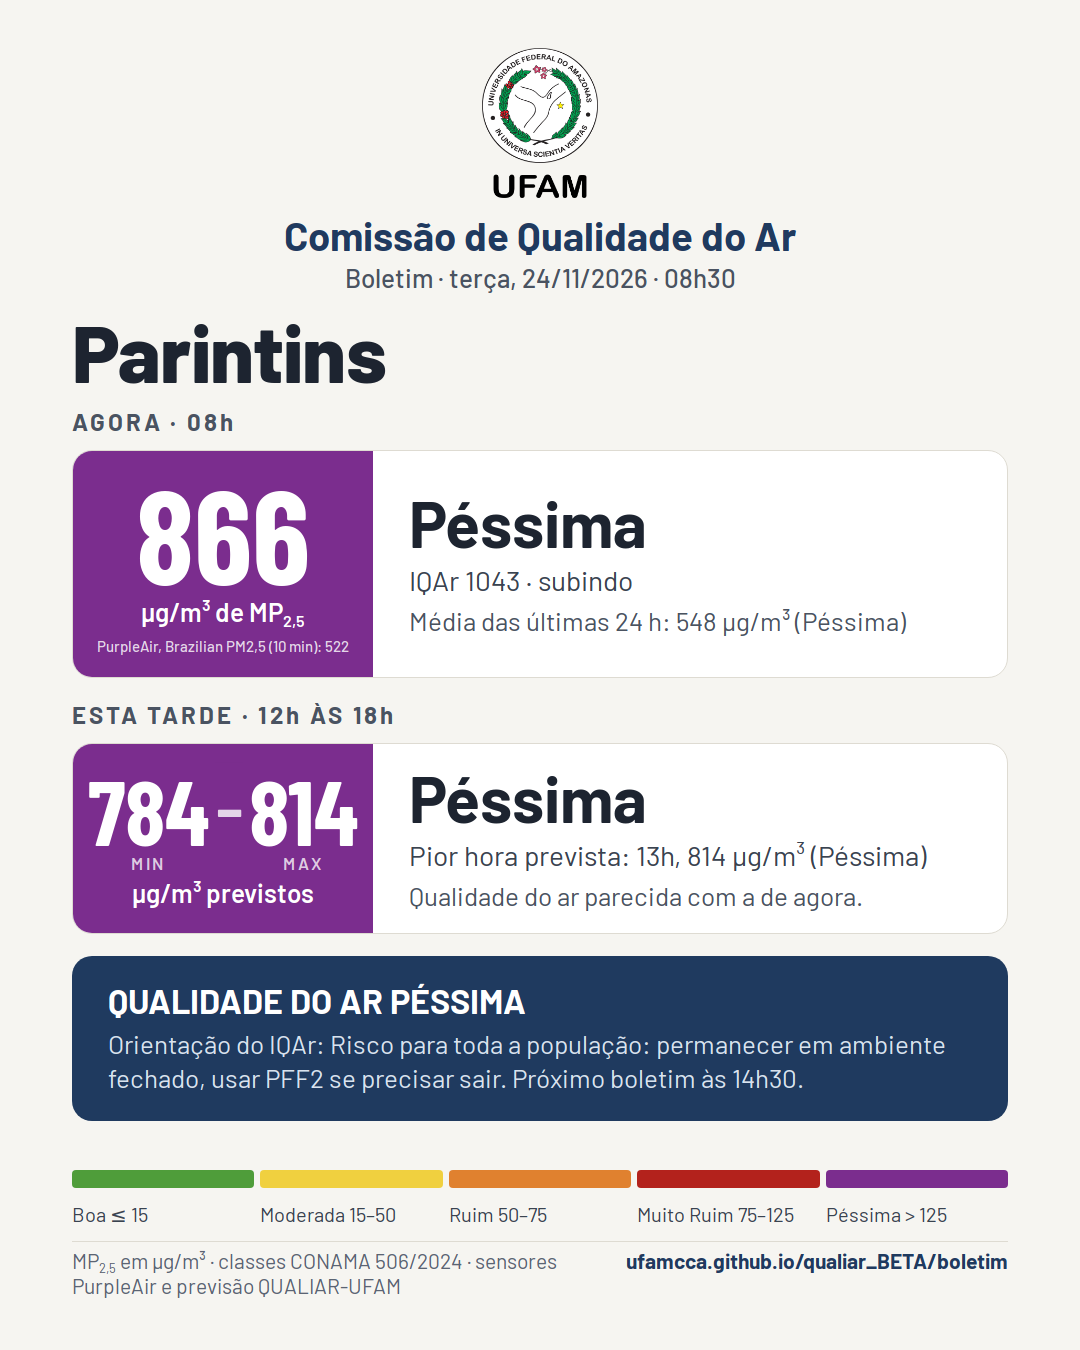 UNIVERSIDADE FEDERAL DO AMAZONAS
IN UNIVERSA SCIENTIA VERITAS
UFAM
Comissão de Qualidade do Ar
Boletim · terça, 24/11/2026 · 08h30
Parintins
AGORA · 08h
866
µg/m³ de MP2,5
PurpleAir, Brazilian PM2,5 (10 min): 522
Péssima
IQAr 1043 · subindo
Média das últimas 24 h: 548 µg/m³ (Péssima)
ESTA TARDE · 12h ÀS 18h
784 – 814
MIN MAX
µg/m³ previstos
Péssima
Pior hora prevista: 13h, 814 µg/m³ (Péssima)
Qualidade do ar parecida com a de agora.
QUALIDADE DO AR PÉSSIMA
Orientação do IQAr: Risco para toda a população: permanecer em ambiente
fechado, usar PFF2 se precisar sair. Próximo boletim às 14h30.
Boa ≤ 15
Moderada 15–50
Ruim 50–75
Muito Ruim 75–125
Péssima > 125
MP2,5 em µg/m³ · classes CONAMA 506/2024 · sensores
PurpleAir e previsão QUALIAR-UFAM
ufamcca.github.io/qualiar_BETA/boletim